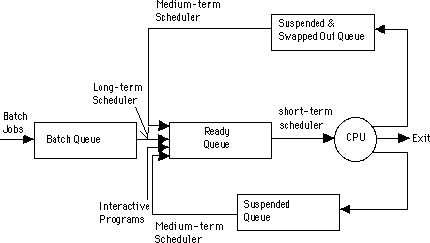 Medium-term
Scheduler
Suspended &
Swapped Out Queue
Long-term
Scheduler
Batch
Jobs
Batch Queue
Ready
Queue
short-term
scheduler
CPU
Exit
Interactive
Programs
Medium-term
Scheduler
Suspended
Queue